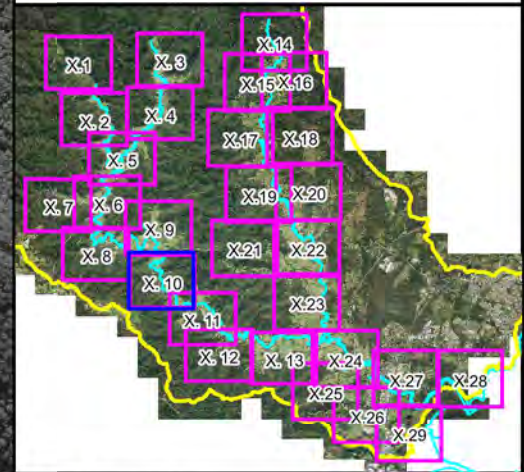 X.14
X.1
X. 3
X.15
X.16
X. 2
X. 4
X.17
X.18
X. 5
X. 7
X. 6
X.19
X.20
X. 9
X. 8
X.21
X.22
X. 10
X.23
X. 11
X. 12
X. 13
X.24
X.27
X.28
X.25
X.26
X.29